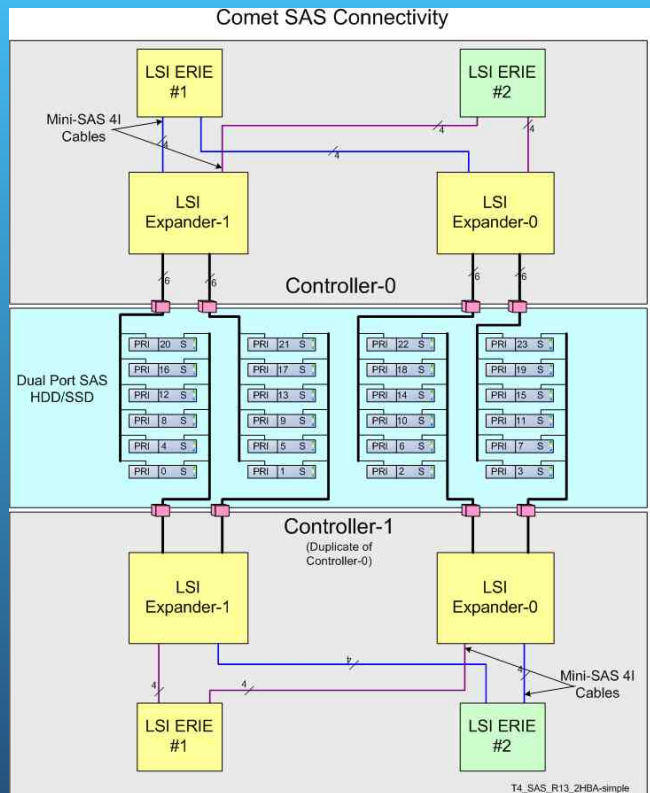 Comet SAS Connectivity
LSI ERIE
#1
LSI ERIE
#2
Mini-SAS 4I
Cables
4
4
4
4
LSI
Expander-1
LSI
Expander-0
6
6
6
6
Controller-0
Dual Port SAS
HDD/SSD
PRI 20 S
PRI 16 S
PRI 12 S
PRI 8 S
PRI 4 S
PRI 0 S
PRI 21 S
PRI 17 S
PRI 13 S
PRI 9 S
PRI 5 S
PRI 1 S
PRI 22 S
PRI 18 S
PRI 14 S
PRI 10 S
PRI 6 S
PRI 2 S
PRI 23 S
PRI 19 S
PRI 15 S
PRI 11 S
PRI 7 S
PRI 3 S
Controller-1
(Duplicate of
Controller-0)
LSI
Expander-1
LSI
Expander-0
4
4
4
4
Mini-SAS 4I
Cables
LSI ERIE
#1
LSI ERIE
#2
T4_SAS_R13_2HBA-simple